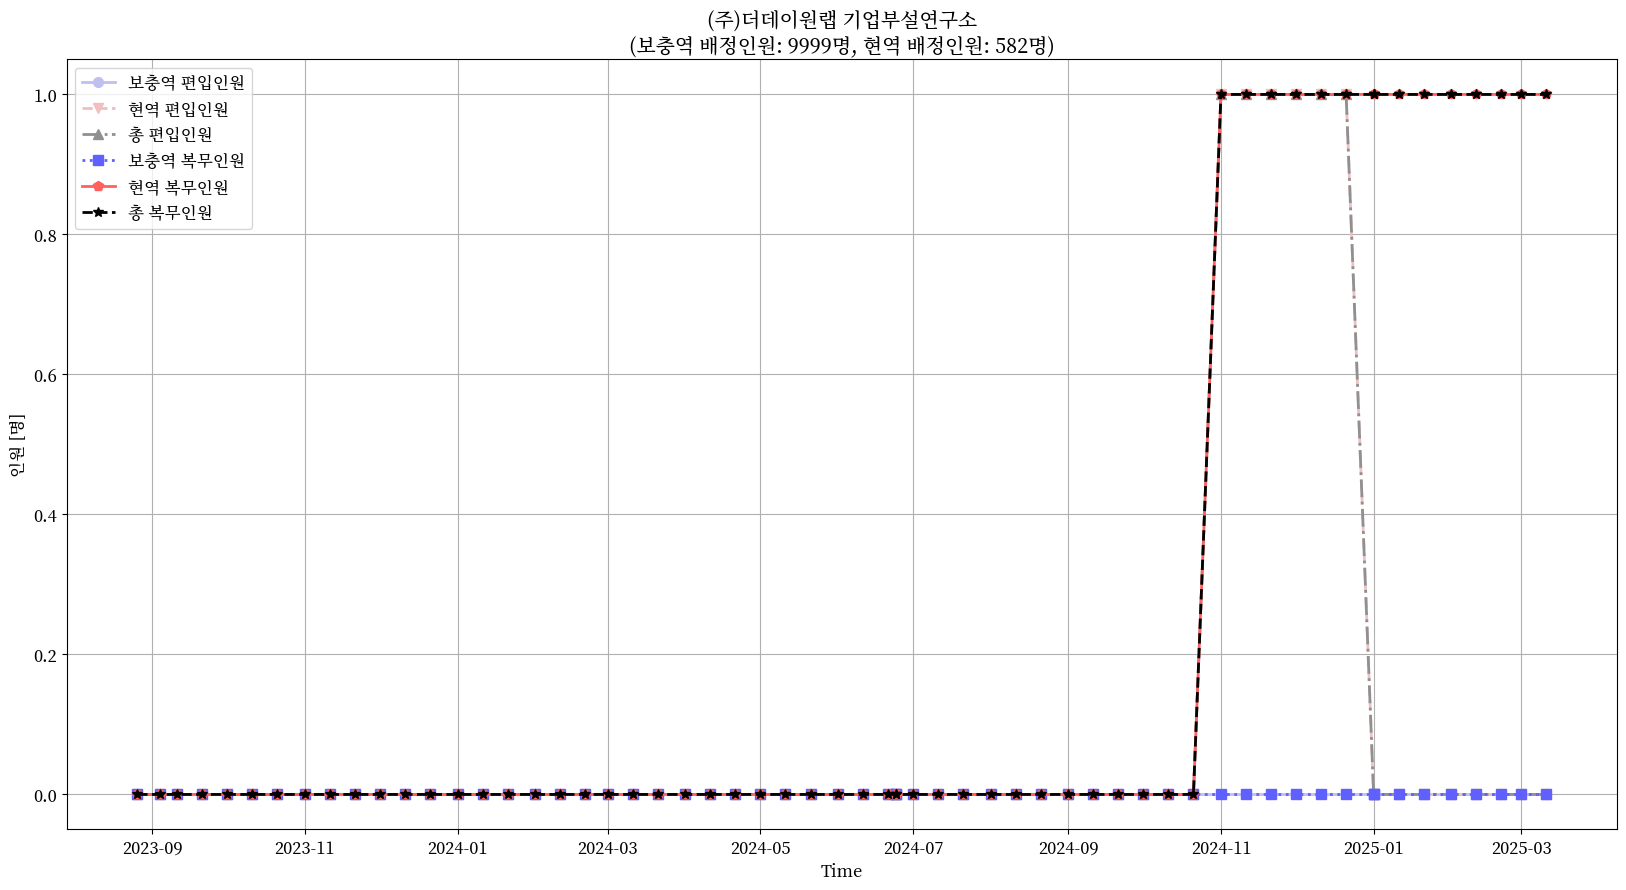 (주)더데이원랩 기업부설연구소
(보충역 배정인원: 9999명, 현역 배정인원: 582명)
보충역 편입인원
현역 편입인원
총 편입인원
보충역 복무인원
현역 복무인원
총 복무인원
인원 [명]
1.0
0.8
0.6
0.4
0.2
0.0
2023-09
2023-11
2024-01
2024-03
2024-05
2024-07
2024-09
2024-11
2025-01
2025-03
Time